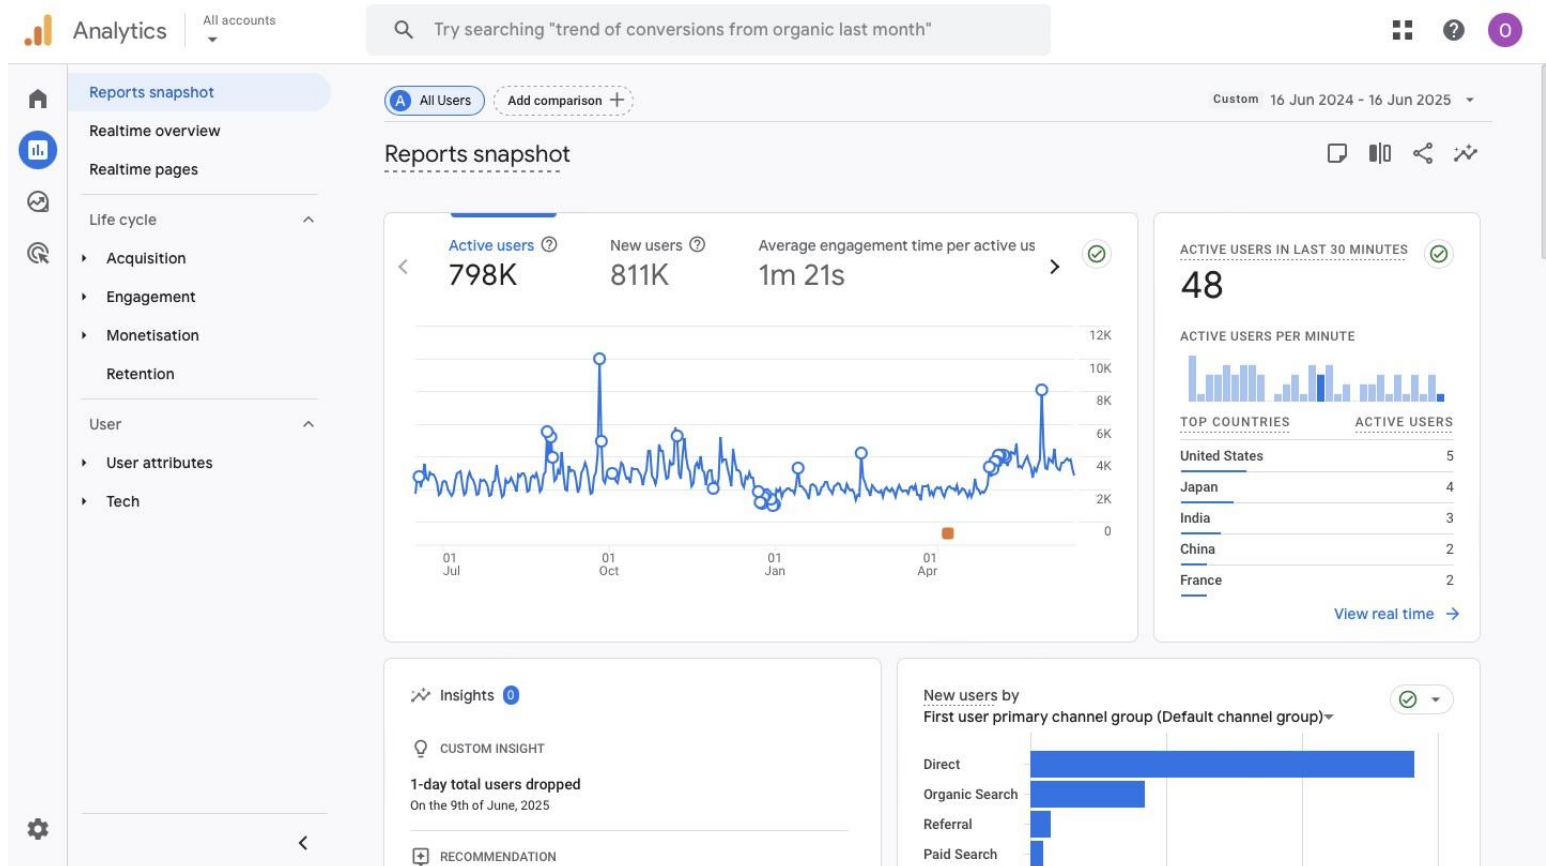 Analytics
All accounts
Try searching "trend of conversions from organic last month"
O
Reports snapshot
Realtime overview
Realtime pages
Life cycle
Acquisition
Engagement
Monetisation
Retention
User
User attributes
Tech
A All Users
Add comparison
Custom 16 Jun 2024 - 16 Jun 2025
Reports snapshot
Active users
798K
New users
811K
Average engagement time per active us
1m 21s
12K
10K
8K
6K
4K
2K
0
01
Jul
01
Oct
01
Jan
01
Apr
ACTIVE USERS IN LAST 30 MINUTES
48
ACTIVE USERS PER MINUTE
TOP COUNTRIES ACTIVE USERS
United States 5
Japan 4
India 3
China 2
France 2
View real time
Insights 0
CUSTOM INSIGHT
1-day total users dropped
On the 9th of June, 2025
RECOMMENDATION
New users by
First user primary channel group (Default channel group)
Direct
Organic Search
Referral
Paid Search